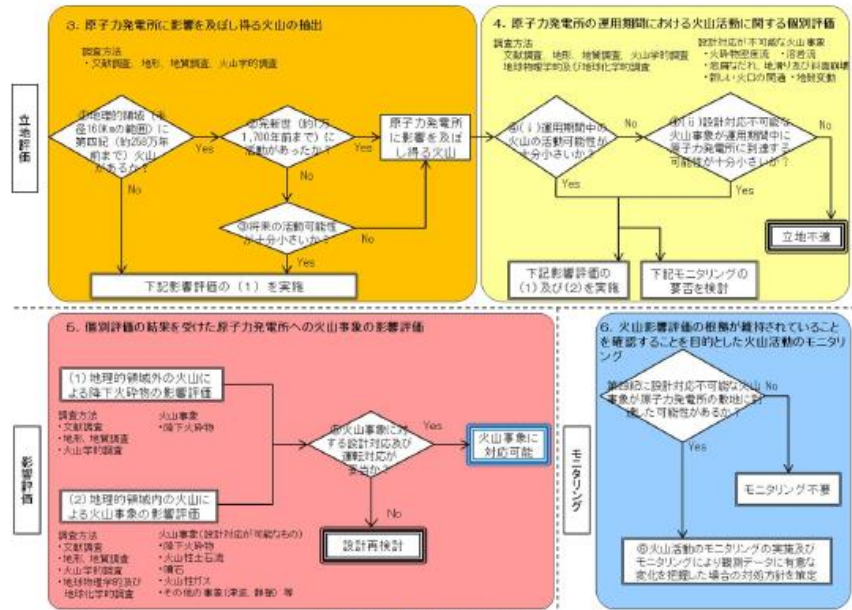 3. 原子力発電所に影響を及ぼし得る火山の抽出
調査方法
・文献調査、地形、地質調査、火山学的調査
立地評価
①地理的領域（半
径160Kmの範囲）に
第四紀（約258万年
前まで）火山
があるか？
Yes
No
②完新世（約1万
1,700年前まで）に
活動があったか？
Yes
No
原子力発電所
に影響を及ぼ
し得る火山
③将来の活動可能性
が十分小さいか？
No
Yes
下記影響評価の（1）を実施
4. 原子力発電所の運用期間における火山活動に関する個別評価
調査方法
文献調査、地形、地質調査、火山学的調査
地球物理学的及び地球化学的調査
設計対応が不可能な火山事象
・火砕物密度流 ・溶岩流
・岩屑なだれ、地滑り及び斜面崩壊
・新しい火口の開通 ・地殻変動
④(ⅰ)運用期間中の
火山の活動可能性が
十分小さいか？
No
Yes
④(ⅱ)設計対応不可能な
火山事象が運用期間中に
原子力発電所に到達する
可能性が十分小さいか？
No
Yes
立地不適
下記影響評価の
(1)及び(2)を実施
下記モニタリングの
要否を検討
5. 個別評価の結果を受けた原子力発電所への火山事象の影響評価
影響評価
(1)地理的領域外の火山に
よる降下火砕物の影響評価
調査方法
・文献調査
・地形、地質調査
・火山学的調査
火山事象
・降下火砕物
(2)地理的領域内の火山に
よる火山事象の影響評価
調査方法
・文献調査
・地形、地質調査
・火山学的調査
・地球物理学的及び
地球化学的調査
火山事象(設計対応が可能なもの)
・降下火砕物
・火山性土石流
・噴石
・火山性ガス
・その他の事象(津波、静振) 等
⑤火山事象に対
する設計対応及び
運転対応が
妥当か？
Yes
No
火山事象に
対応可能
設計再検討
6. 火山影響評価の根拠が維持されていること
を確認することを目的とした火山活動のモニタ
リング
モニタリング
第四紀に設計対応不可能な火山
事象が原子力発電所の敷地に到
達した可能性があるか？
No
Yes
モニタリング不要
⑥火山活動のモニタリングの実施及び
モニタリングにより観測データに有意な
変化を把握した場合の対処方針を策定